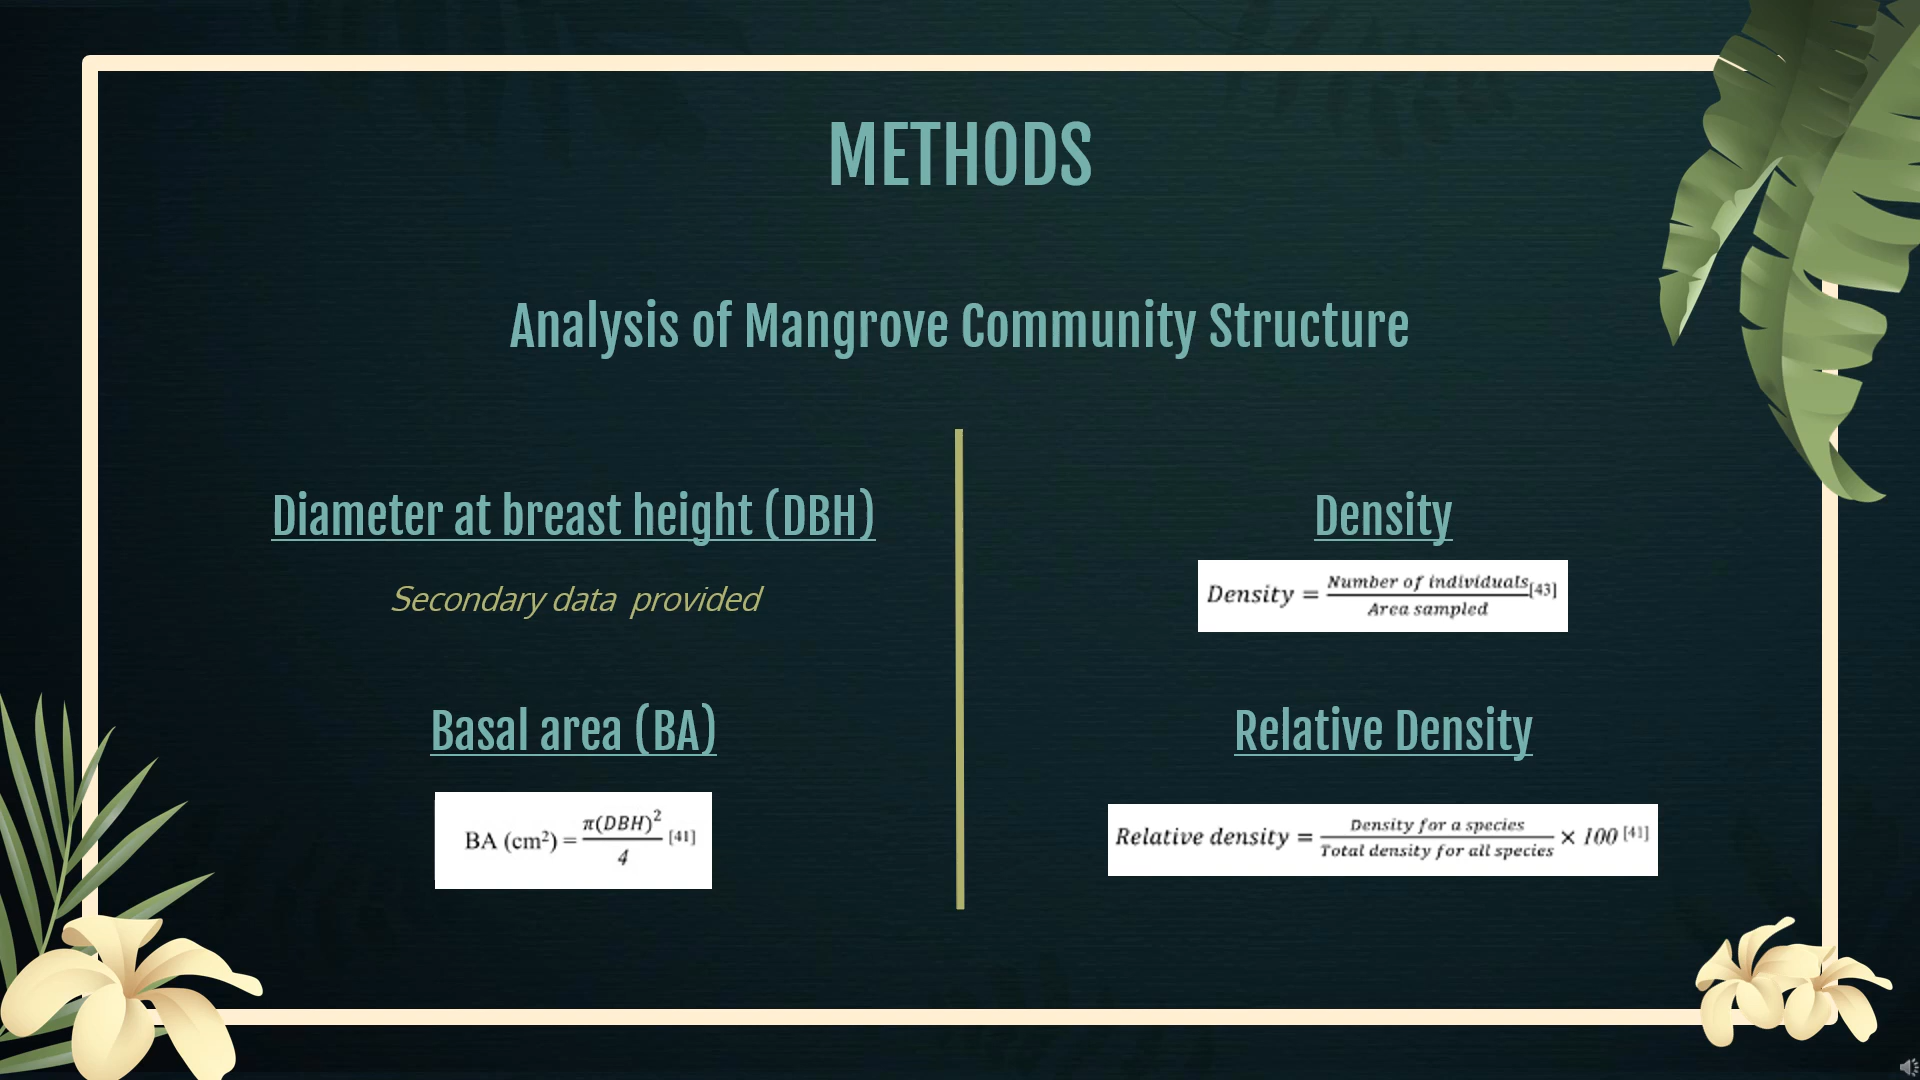 METHODS
Analysis of Mangrove Community Structure
Diameter at breast height (DBH)
Secondary data provided
Basal area (BA)
BA (cm²) = π(DBH)² / 4 [41]
Density
Density = Number of individuals / Area sampled [43]
Relative Density
Relative density = Density for a species / Total density for all species × 100 [41]